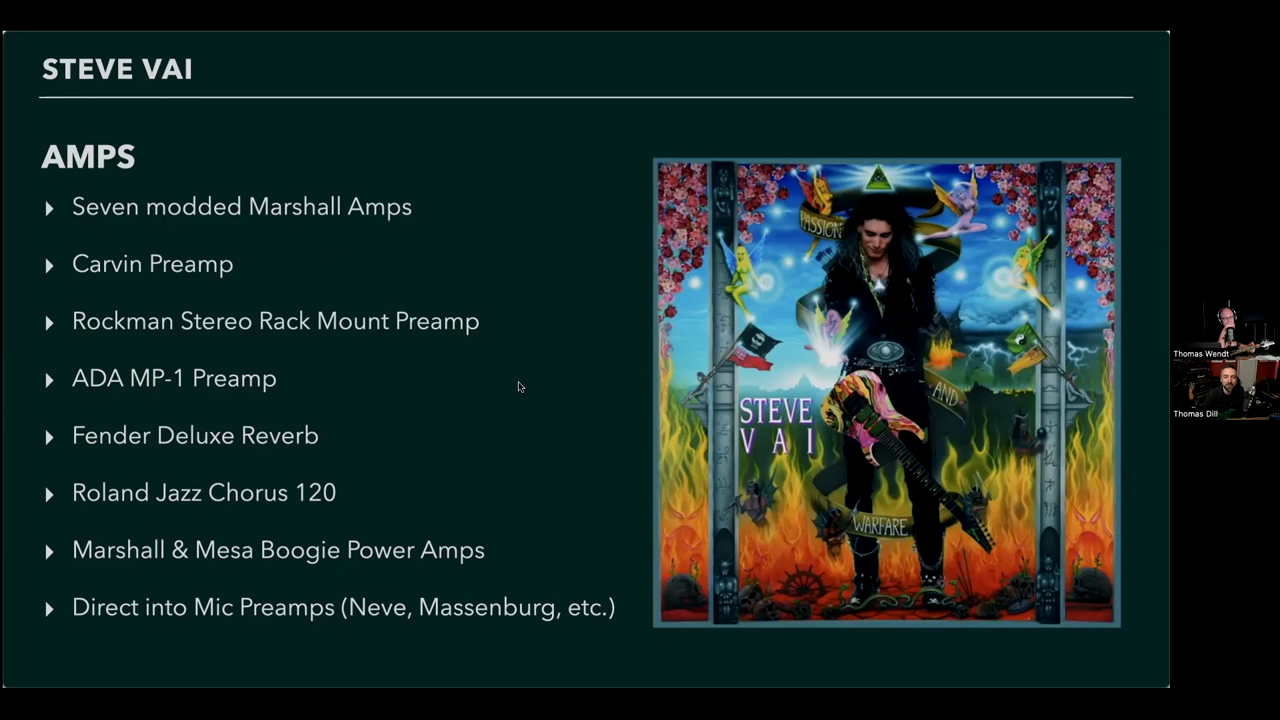 STEVE VAI
AMPS
Seven modded Marshall Amps
Carvin Preamp
Rockman Stereo Rack Mount Preamp
ADA MP-1 Preamp
Fender Deluxe Reverb
Roland Jazz Chorus 120
Marshall & Mesa Boogie Power Amps
Direct into Mic Preamps (Neve, Massenburg, etc.)
PASSION
AND
STEVE
VAI
WARFARE
Thomas Wendt
Thomas Dill